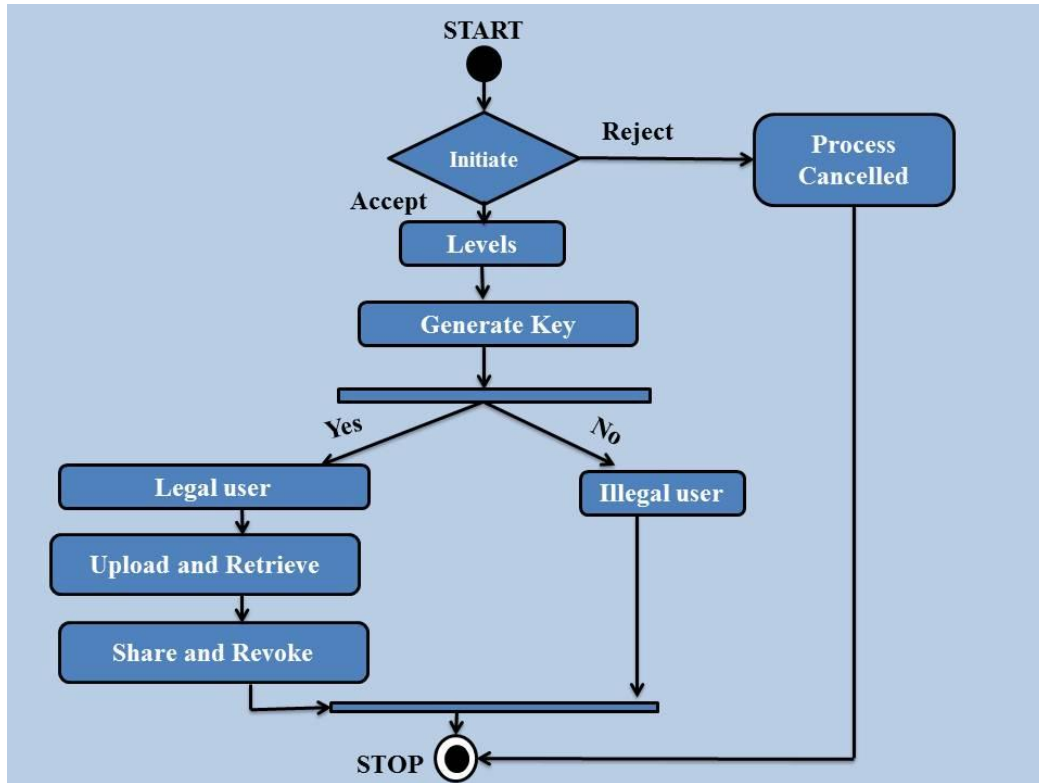 START
Initiate
Reject
Process
Cancelled
Accept
Levels
Generate Key
Yes
No
Legal user
Illegal user
Upload and Retrieve
Share and Revoke
STOP